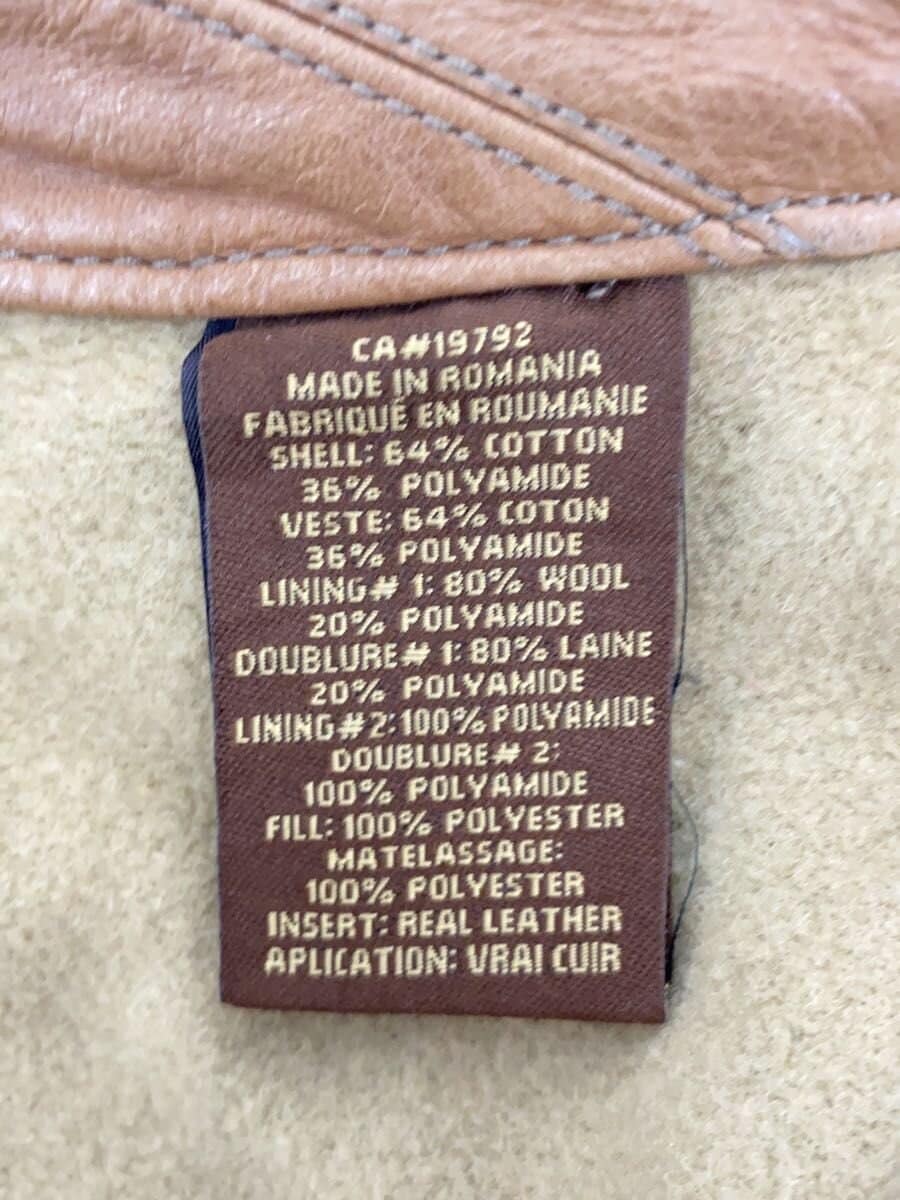 CA#19792
MADE IN ROMANIA
FABRIQUÉ EN ROUMANIE
SHELL: 64% COTTON
36% POLYAMIDE
VESTE: 64% COTON
36% POLYAMIDE
LINING# 1: 80% WOOL
20% POLYAMIDE
DOUBLURE# 1: 80% LAINE
20% POLYAMIDE
LINING#2: 100% POLYAMIDE
DOUBLURE# 2:
100% POLYAMIDE
FILL: 100% POLYESTER
MATELASSAGE:
100% POLYESTER
INSERT: REAL LEATHER
APLICATION: VRAI CUIR